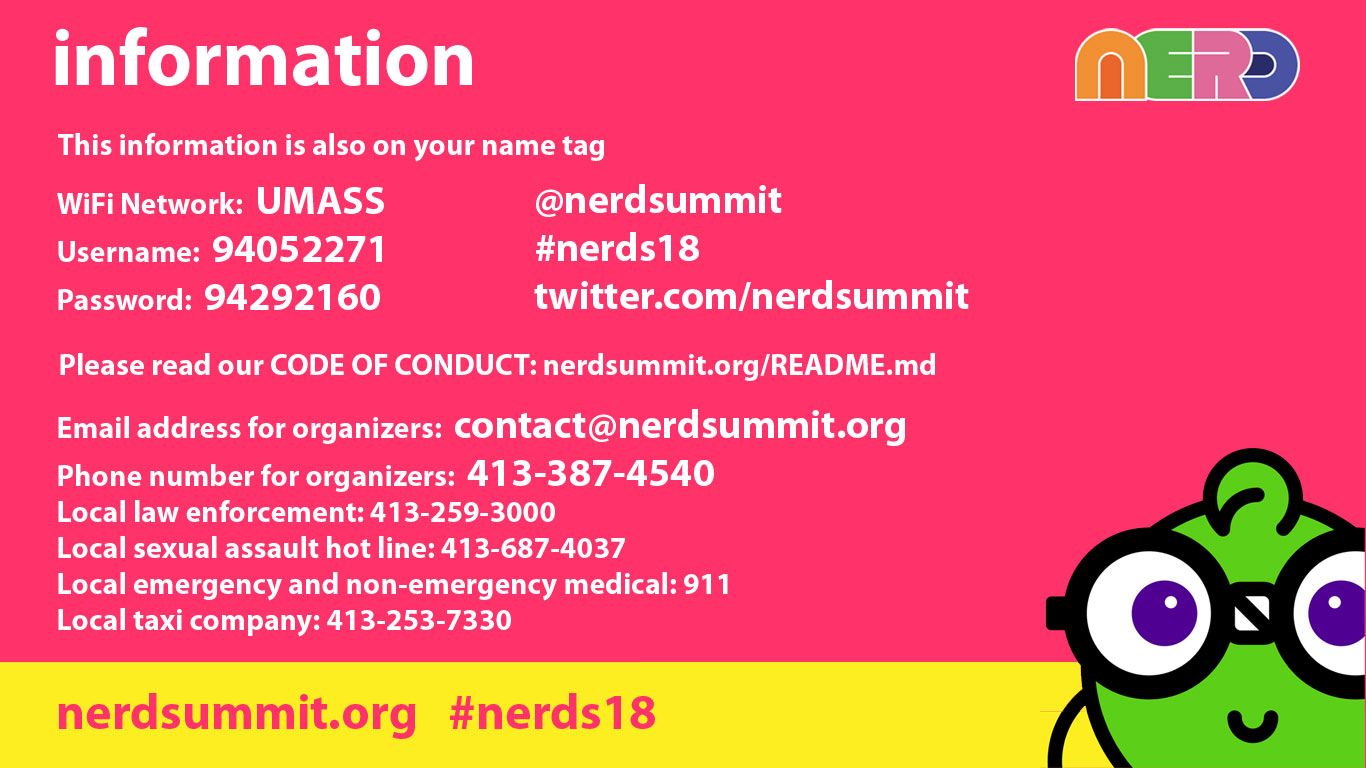 information
NERD
This information is also on your name tag
WiFi Network: UMASS
Username: 94052271
Password: 94292160
@nerdsummit
#nerds18
twitter.com/nerdsummit
Please read our CODE OF CONDUCT: nerdsummit.org/README.md
Email address for organizers: contact@nerdsummit.org
Phone number for organizers: 413-387-4540
Local law enforcement: 413-259-3000
Local sexual assault hot line: 413-687-4037
Local emergency and non-emergency medical: 911
Local taxi company: 413-253-7330
nerdsummit.org #nerds18